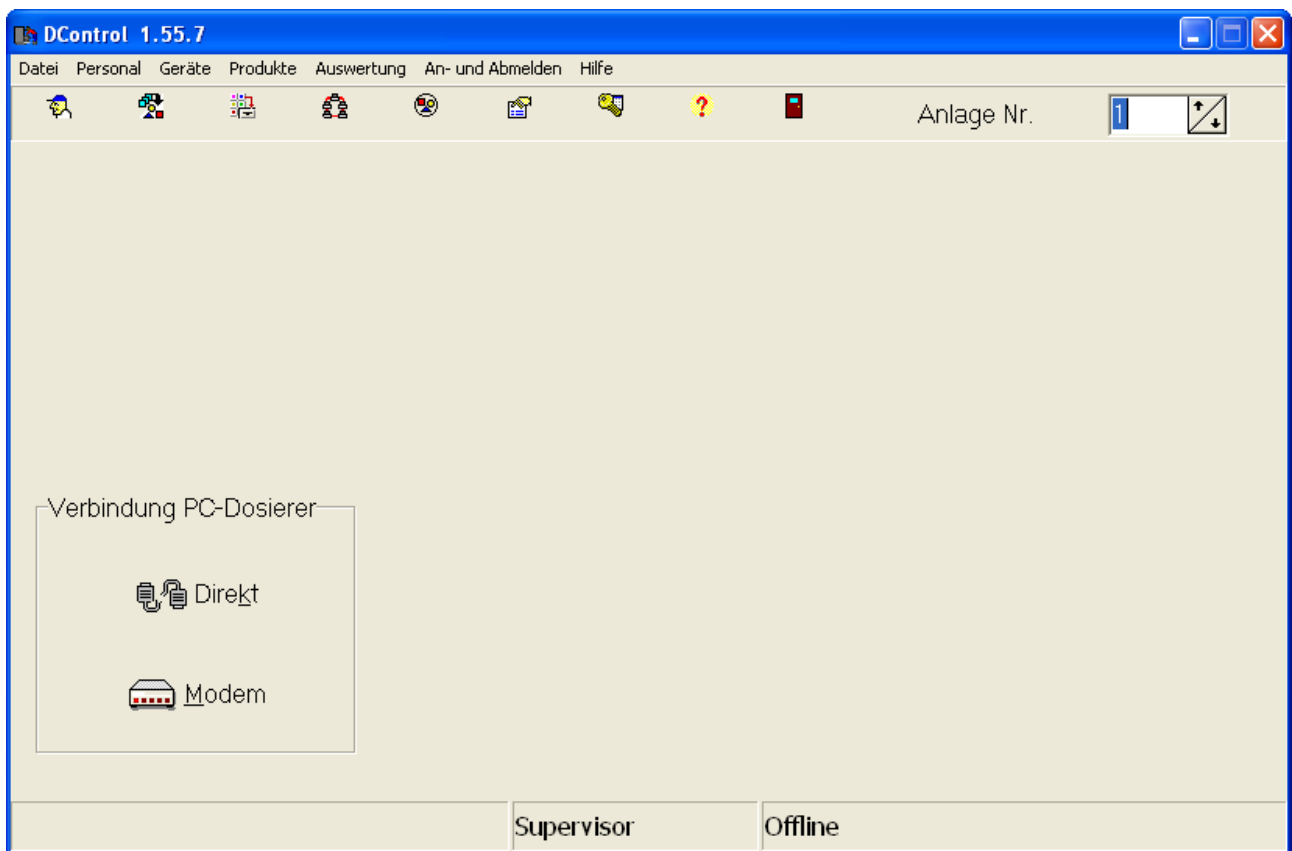 DControl 1.55.7
Datei Personal Geräte Produkte Auswertung An- und Abmelden Hilfe
? Anlage Nr. 1
Verbindung PC-Dosierer
Direkt
Modem
Supervisor Offline